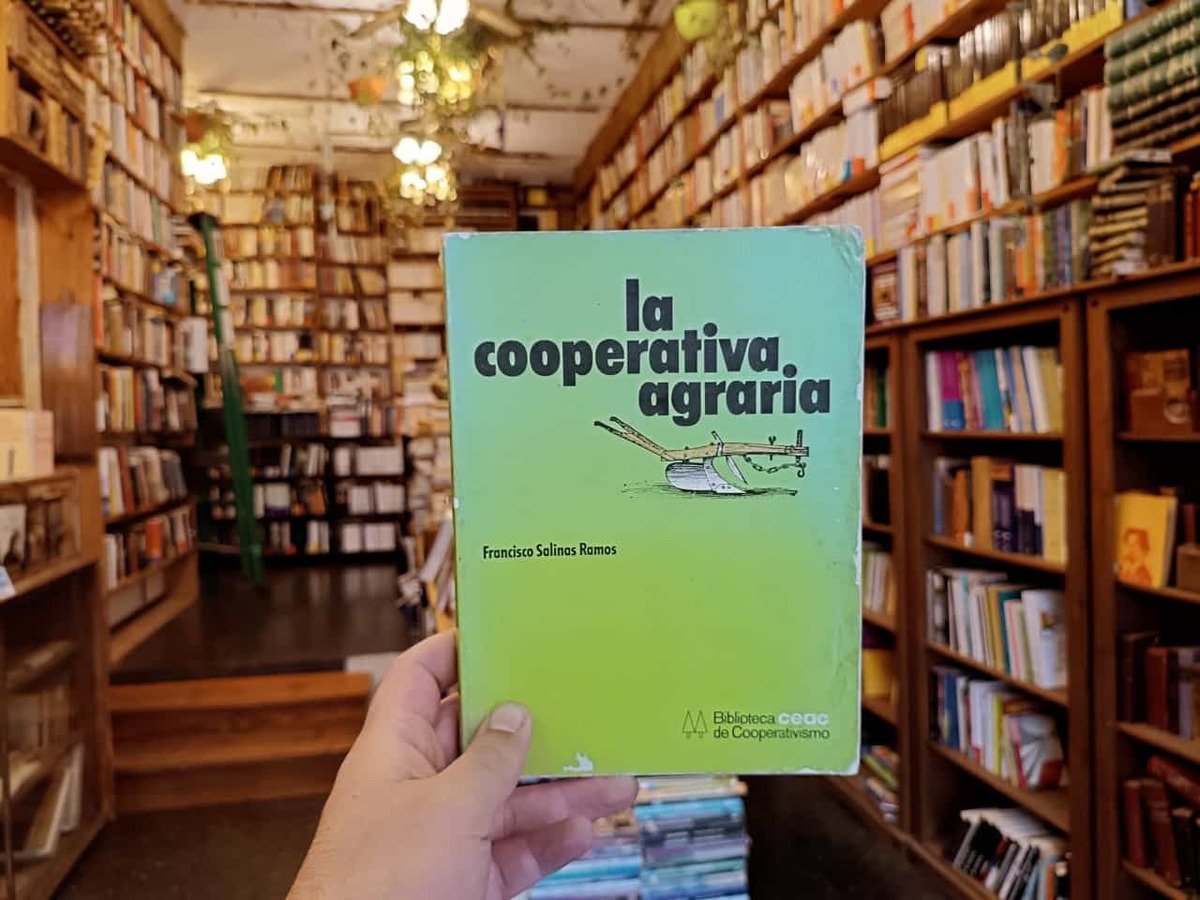 la
cooperativa
agraria
Francisco Salinas Ramos
Biblioteca ceac
de Cooperativismo